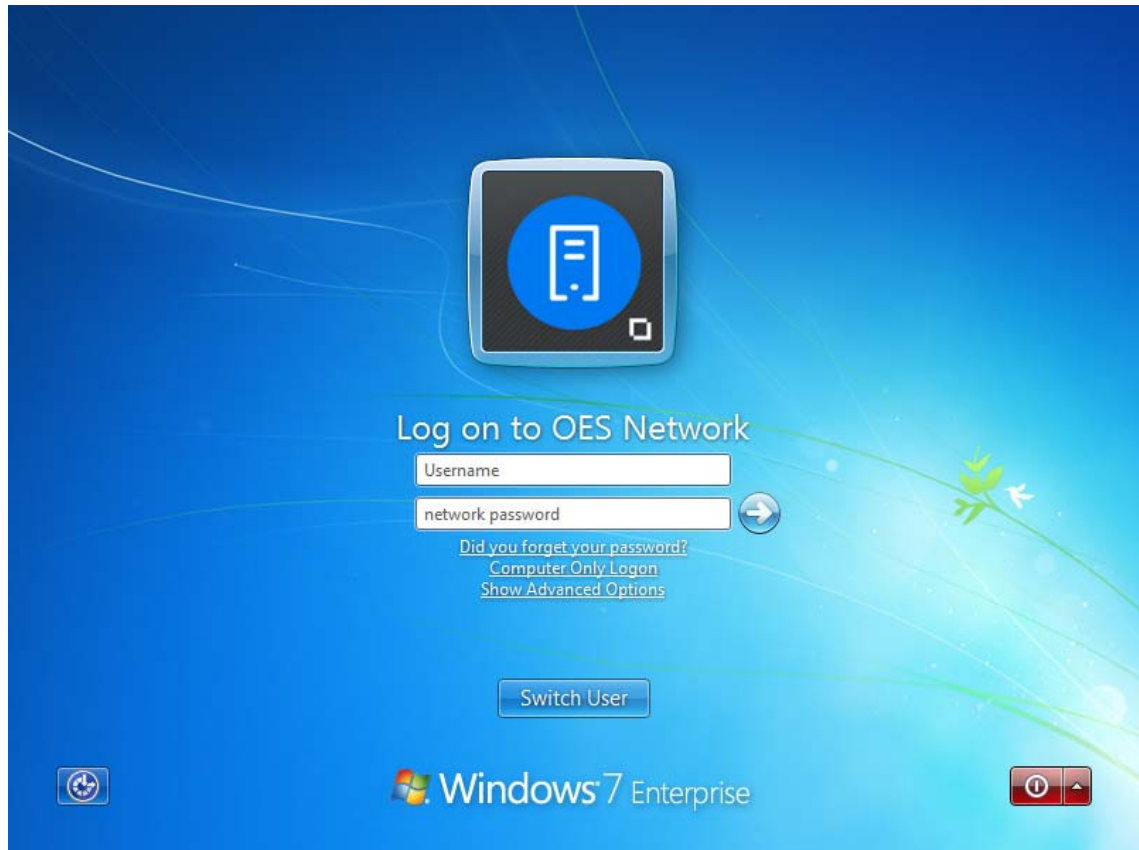 Log on to OES Network
Username
network password
Did you forget your password?
Computer Only Logon
Show Advanced Options
Switch User
Windows 7 Enterprise